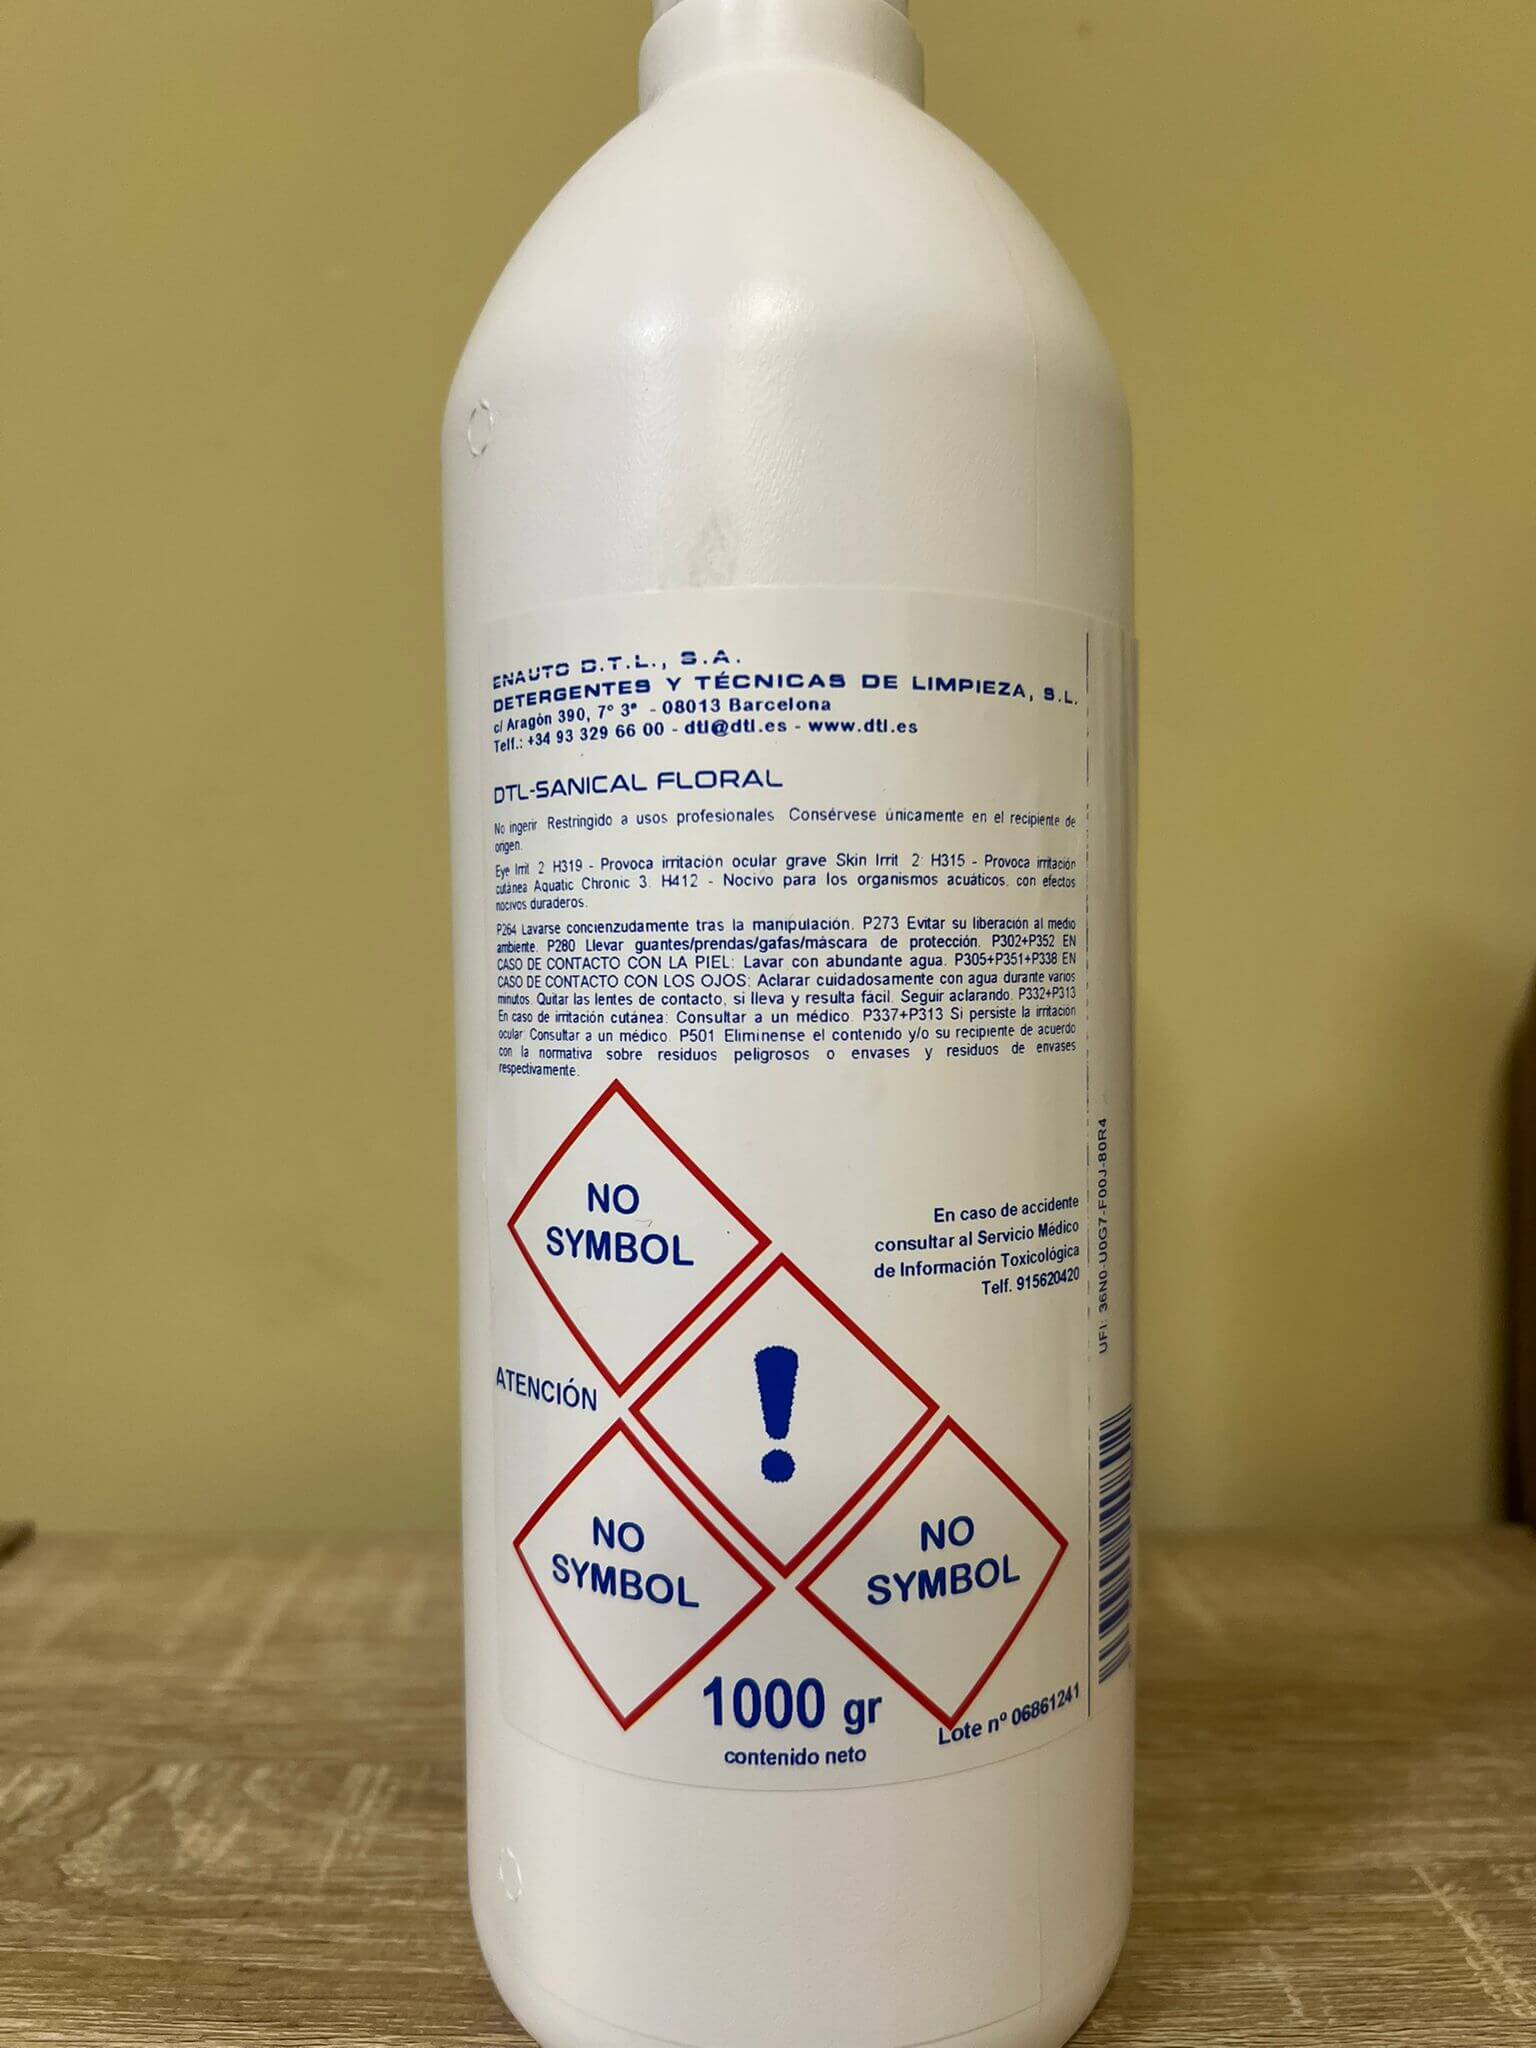 ENAUTO D.T.L., S.A.
DETERGENTES Y TÉCNICAS DE LIMPIEZA, S.L.
c/ Aragón 390, 7º 3ª - 08013 Barcelona
Telf.: +34 93 329 66 00 - dtl@dtl.es - www.dtl.es
DTL-SANICAL FLORAL
No ingerir Restringido a usos profesionales Consérvese únicamente en el recipiente de
origen.
Eye Irrit 2 H319 - Provoca irritación ocular grave Skin Irrit 2: H315 - Provoca irritación
cutánea Aquatic Chronic 3. H412 - Nocivo para los organismos acuáticos, con efectos
nocivos duraderos.
P264 Lavarse concienzudamente tras la manipulación. P273 Evitar su liberación al medio
ambiente. P280 Llevar guantes/prendas/gafas/máscara de protección. P302+P352 EN
CASO DE CONTACTO CON LA PIEL: Lavar con abundante agua. P305+P351+P338 EN
CASO DE CONTACTO CON LOS OJOS: Aclarar cuidadosamente con agua durante varios
minutos. Quitar las lentes de contacto, si lleva y resulta fácil. Seguir aclarando. P332+P313
En caso de irritación cutánea: Consultar a un médico. P337+P313 Si persiste la irritación
ocular: Consultar a un médico. P501 Eliminense el contenido y/o su recipiente de acuerdo
con la normativa sobre residuos peligrosos o envases y residuos de envases
respectivamente.
NO
SYMBOL
En caso de accidente
consultar al Servicio Médico
de Información Toxicológica
Telf. 915620420
UFI: 36N0-U0G7-F00J-80R4
ATENCIÓN
!
NO
SYMBOL
NO
SYMBOL
1000 gr
contenido neto
Lote nº 06861241